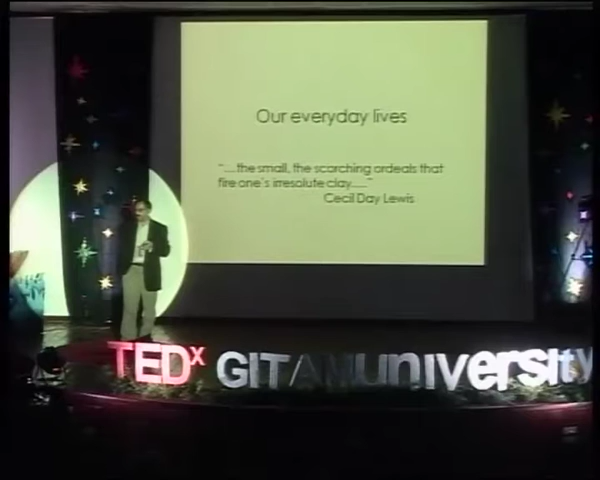 Our everyday lives
"....the small, the scorching ordeals that
fire one's irresolute clay....."
Cecil Day Lewis
TEDx GITAMuniversity